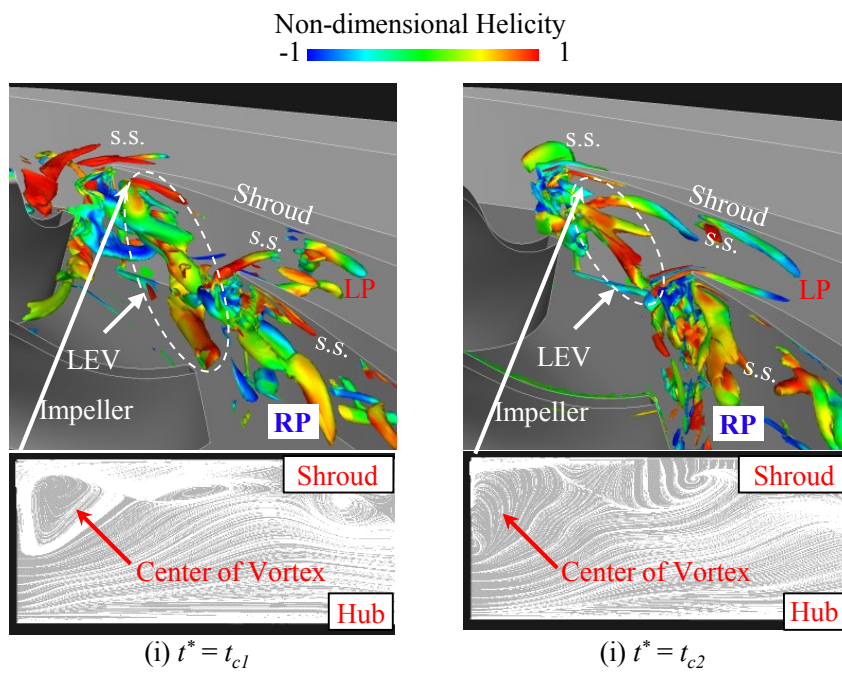 Non-dimensional Helicity
-1 1
s.s.
Shroud
s.s.
LP
s.s.
LEV
Impeller
RP
Shroud
Center of Vortex
Hub
(i) t* = tc1
s.s.
Shroud
s.s.
LP
s.s.
LEV
Impeller
RP
Shroud
Center of Vortex
Hub
(i) t* = tc2